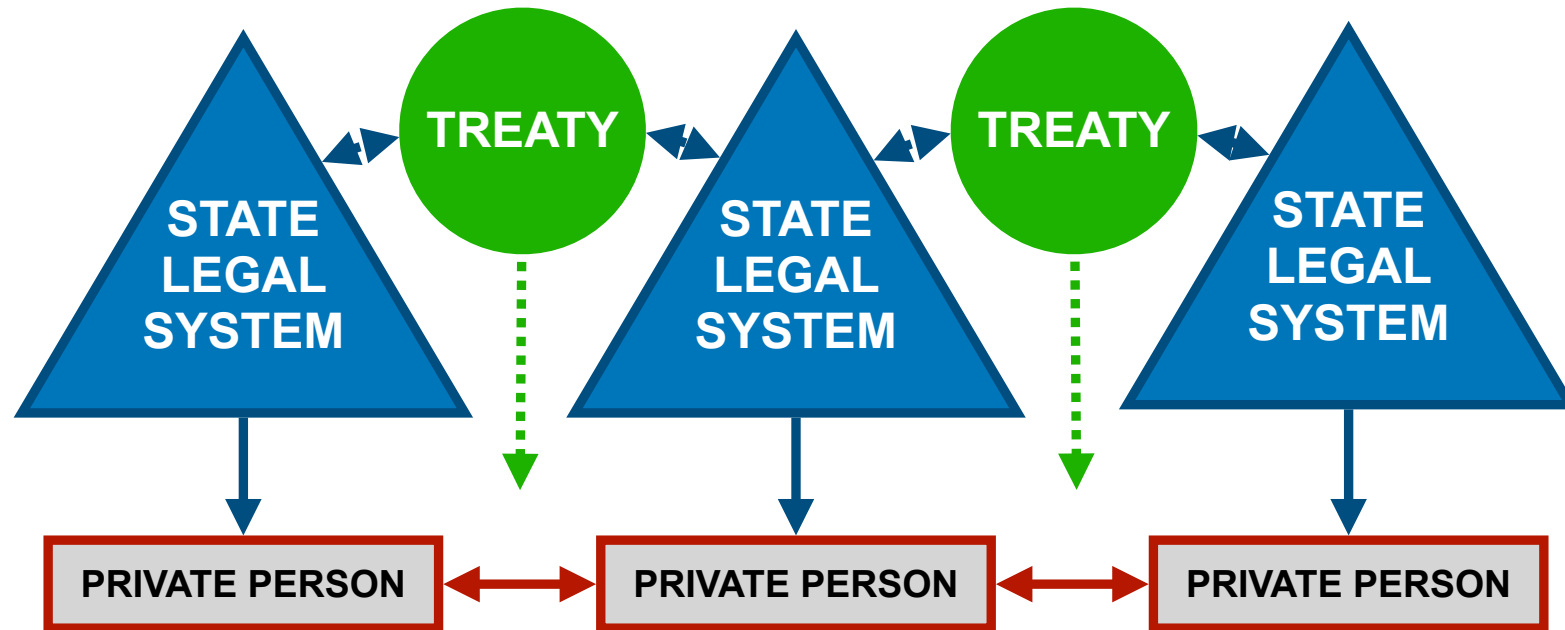 TREATY
TREATY
STATE
LEGAL
SYSTEM
STATE
LEGAL
SYSTEM
STATE
LEGAL
SYSTEM
PRIVATE PERSON
PRIVATE PERSON
PRIVATE PERSON